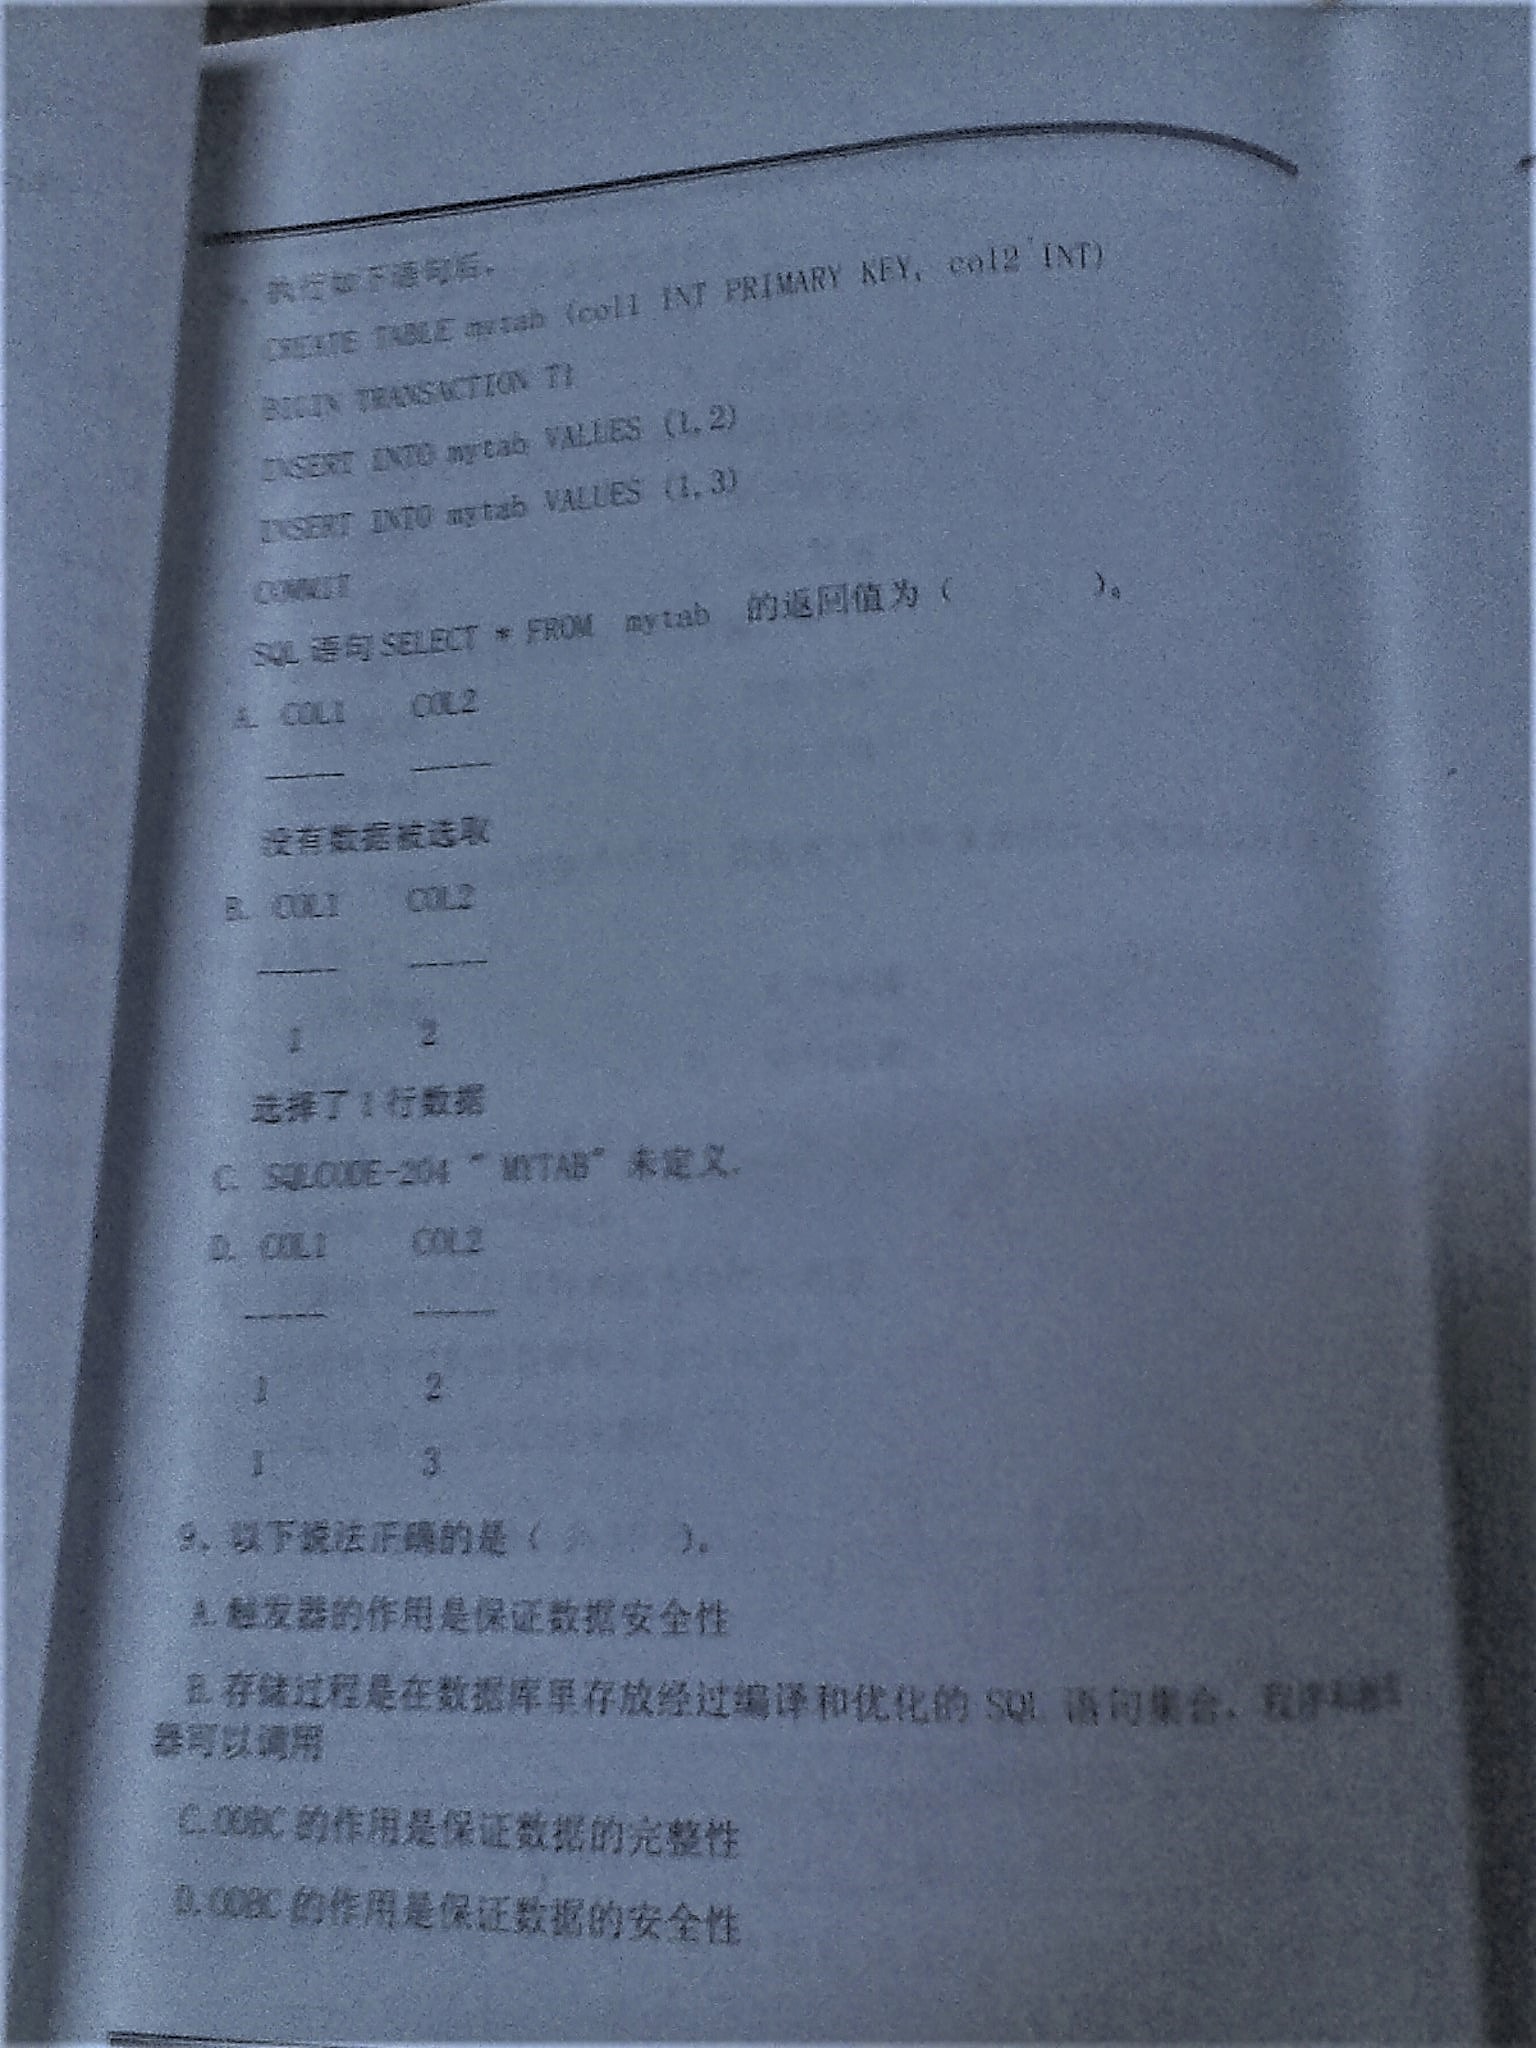 执行如下语句后，
CREATE TABLE mytab (col1 INT PRIMARY KEY, col2 INT)
BEGIN TRANSACTION T1
INSERT INTO mytab VALUES (1,2)
INSERT INTO mytab VALUES (1,3)
COMMIT
SQL 语句 SELECT * FROM mytab 的返回值为（ ）。
A. COL1 COL2
----- -----
没有数据被选取
B. COL1 COL2
----- -----
1 2
选择了1行数据
C. SQLCODE-204 "MYTAB" 未定义.
D. COL1 COL2
----- -----
1 2
1 3
9、以下说法正确的是（ ）。
A.触发器的作用是保证数据安全性
B.存储过程是在数据库里存放经过编译和优化的 SQL 语句集合，程序
器可以调用
C.ODBC 的作用是保证数据的完整性
D.ODBC 的作用是保证数据的安全性